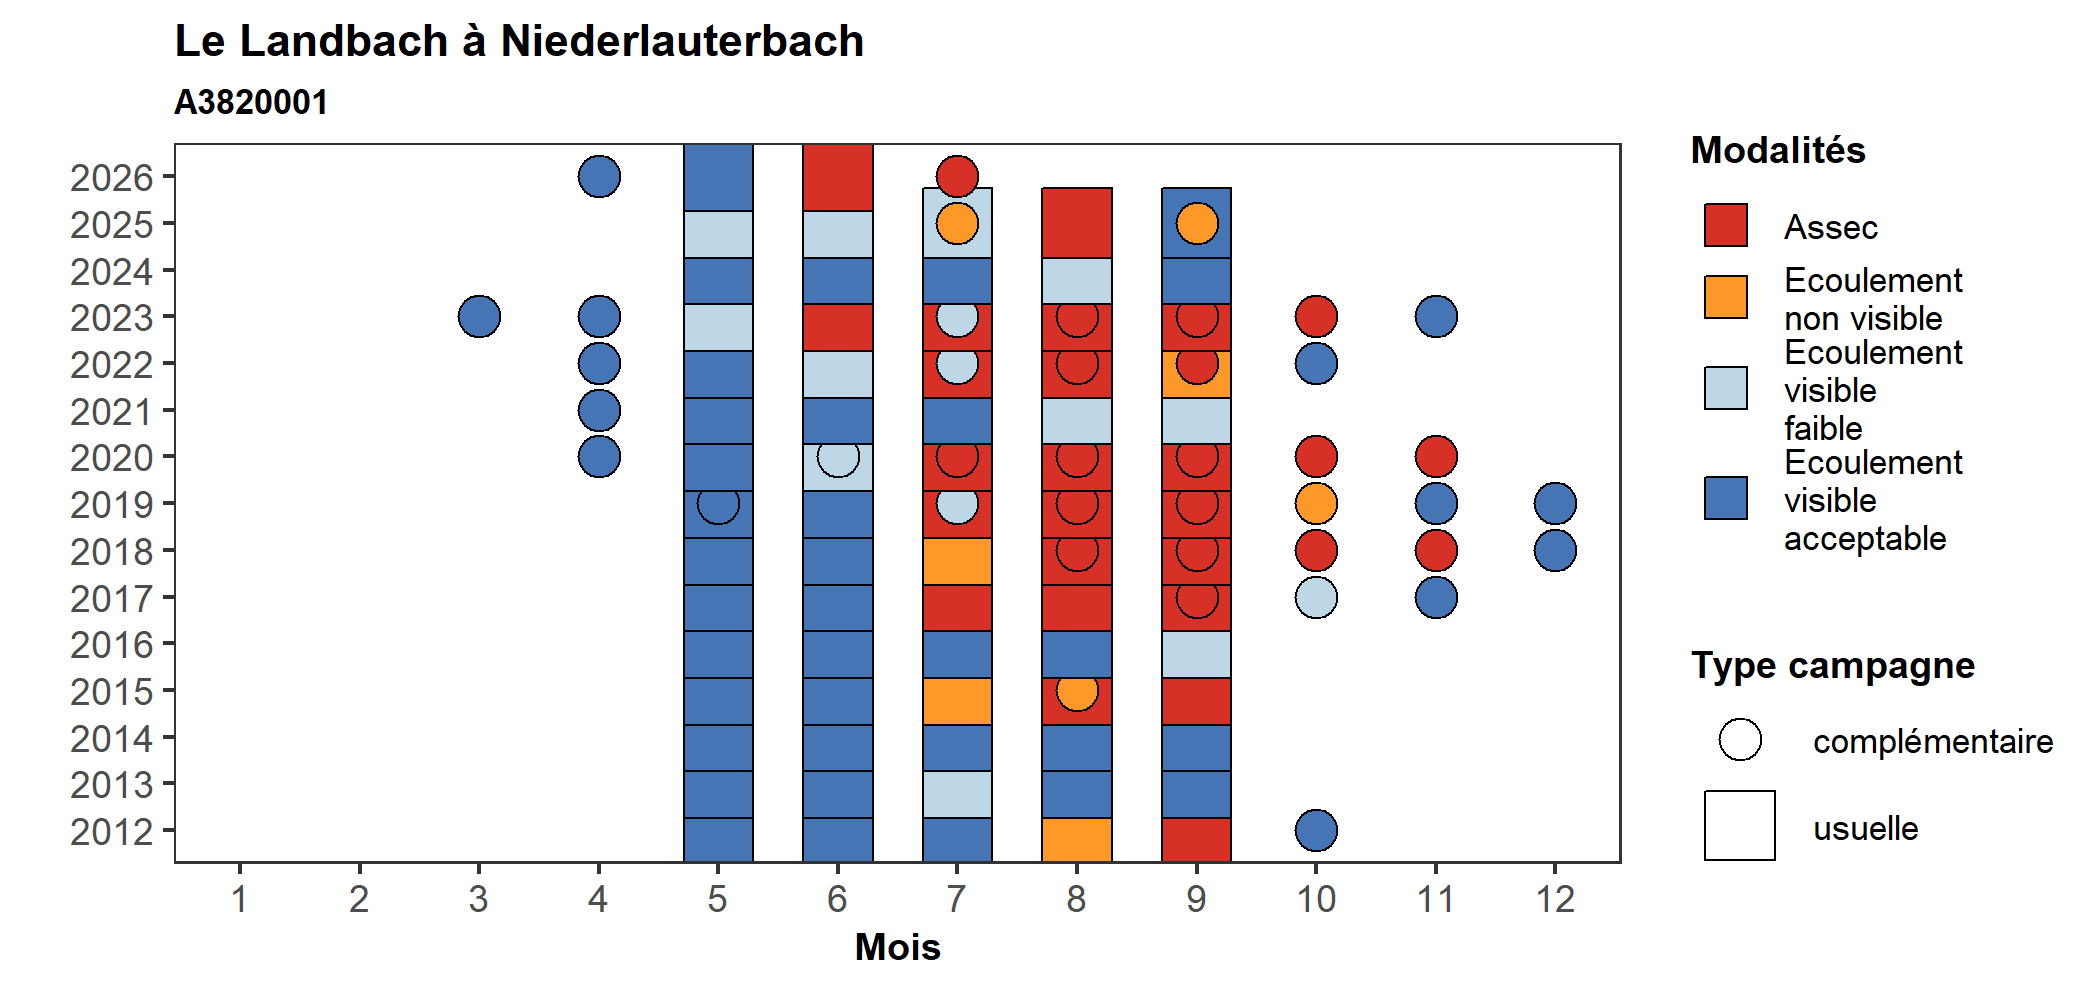 Le Landbach à Niederlauterbach
A3820001
2026
2025
2024
2023
2022
2021
2020
2019
2018
2017
2016
2015
2014
2013
2012
1 2 3 4 5 6 7 8 9 10 11 12
Mois
Modalités
Assec
Ecoulement
non visible
Ecoulement
visible
faible
Ecoulement
visible
acceptable
Type campagne
complémentaire
usuelle